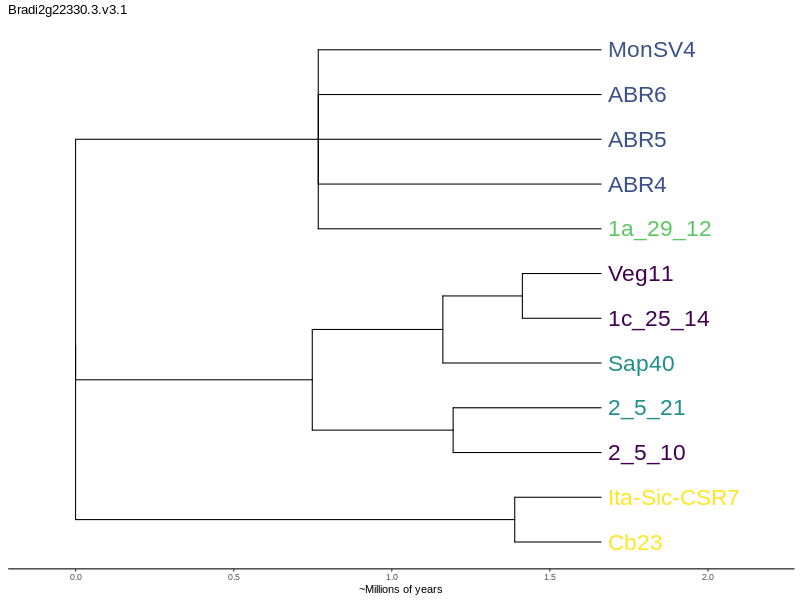 Bradi2g22330.3.v3.1
MonSV4
ABR6
ABR5
ABR4
1a_29_12
Veg11
1c_25_14
Sap40
2_5_21
2_5_10
Ita-Sic-CSR7
Cb23
0.0 0.5 1.0 1.5 2.0
~Millions of years